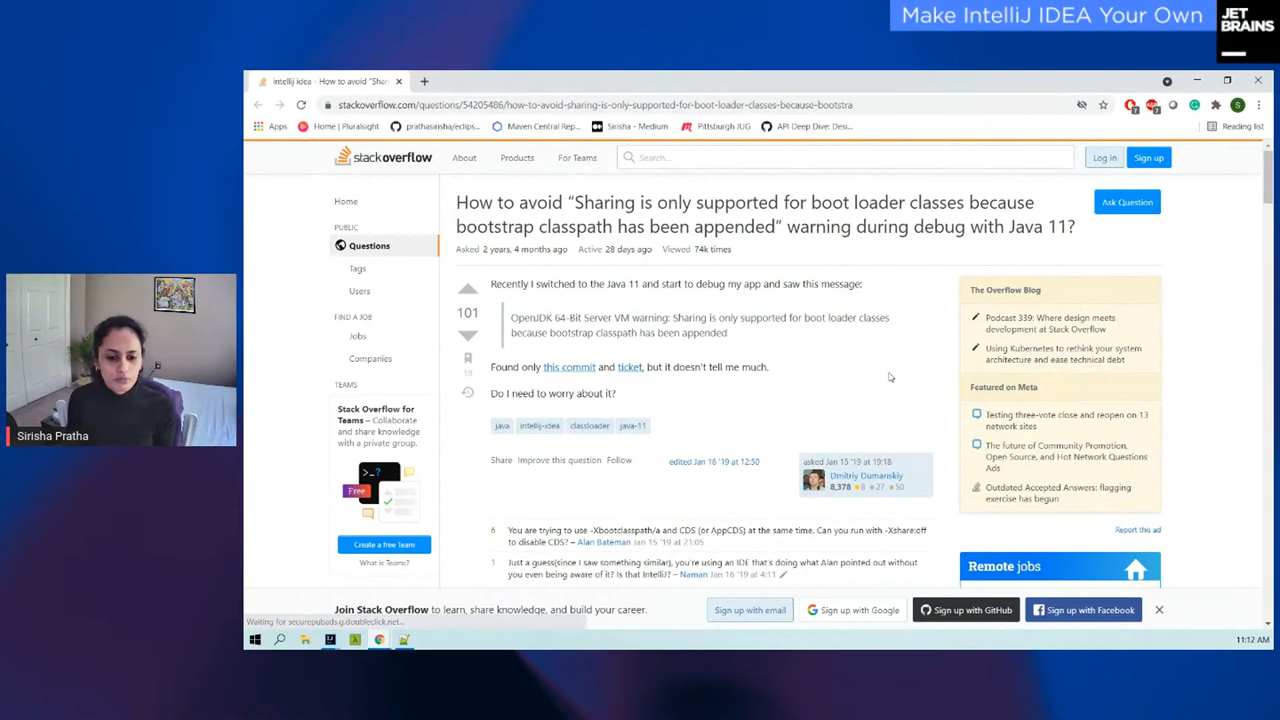 Make IntelliJ IDEA Your Own
JET
BRAINS
intellij idea - How to avoid "Shar
stackoverflow.com/questions/54205486/how-to-avoid-sharing-is-only-supported-for-boot-loader-classes-because-bootstra
Apps
Home | Pluralsight
prathasirisha/eclips...
Maven Central Rep...
Sirisha - Medium
Pittsburgh JUG
API Deep Dive: Desi...
Reading list
stackoverflow
About
Products
For Teams
Search...
Log in
Sign up
Home
PUBLIC
Questions
Tags
Users
FIND A JOB
Jobs
Companies
TEAMS
Stack Overflow for
Teams – Collaborate
and share knowledge
with a private group.
>_?
Free
Create a free Team
What is Teams?
How to avoid “Sharing is only supported for boot loader classes because
bootstrap classpath has been appended” warning during debug with Java 11?
Ask Question
Asked 2 years, 4 months ago Active 28 days ago Viewed 74k times
101
18
Recently I switched to the Java 11 and start to debug my app and saw this message:
OpenJDK 64-Bit Server VM warning: Sharing is only supported for boot loader classes
because bootstrap classpath has been appended
Found only this commit and ticket, but it doesn't tell me much.
Do I need to worry about it?
java intellij-idea classloader java-11
Share Improve this question Follow
edited Jan 16 '19 at 12:50
asked Jan 15 '19 at 19:18
Dmitriy Dumanskiy
8,378 8 27 50
6 You are trying to use -Xbootclasspath/a and CDS (or AppCDS) at the same time. Can you run with -Xshare:off
to disable CDS? – Alan Bateman Jan 15 '19 at 21:05
1 Just a guess(since I saw something similar), you're using an IDE that's doing what Alan pointed out without
you even being aware of it? Is that IntelliJ? – Naman Jan 16 '19 at 4:11
The Overflow Blog
Podcast 339: Where design meets
development at Stack Overflow
Using Kubernetes to rethink your system
architecture and ease technical debt
Featured on Meta
Testing three-vote close and reopen on 13
network sites
The future of Community Promotion,
Open Source, and Hot Network Questions
Ads
Outdated Accepted Answers: flagging
exercise has begun
Report this ad
Remote jobs
Join Stack Overflow to learn, share knowledge, and build your career.
Sign up with email
Sign up with Google
Sign up with GitHub
Sign up with Facebook
Waiting for securepubads.g.doubleclick.net...
11:12 AM
Sirisha Pratha